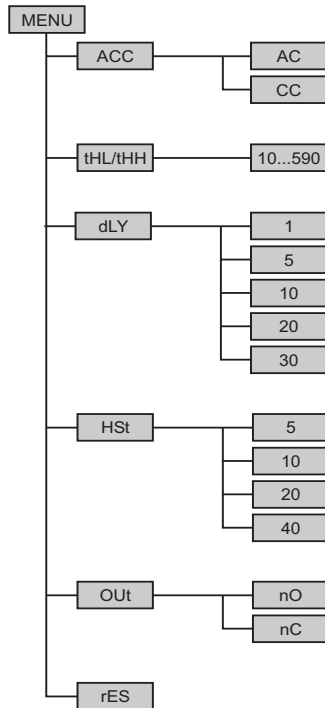 MENU
ACC AC
CC
tHL/tHH 10...590
dLY 1
5
10
20
30
HSt 5
10
20
40
OUt nO
nC
rES